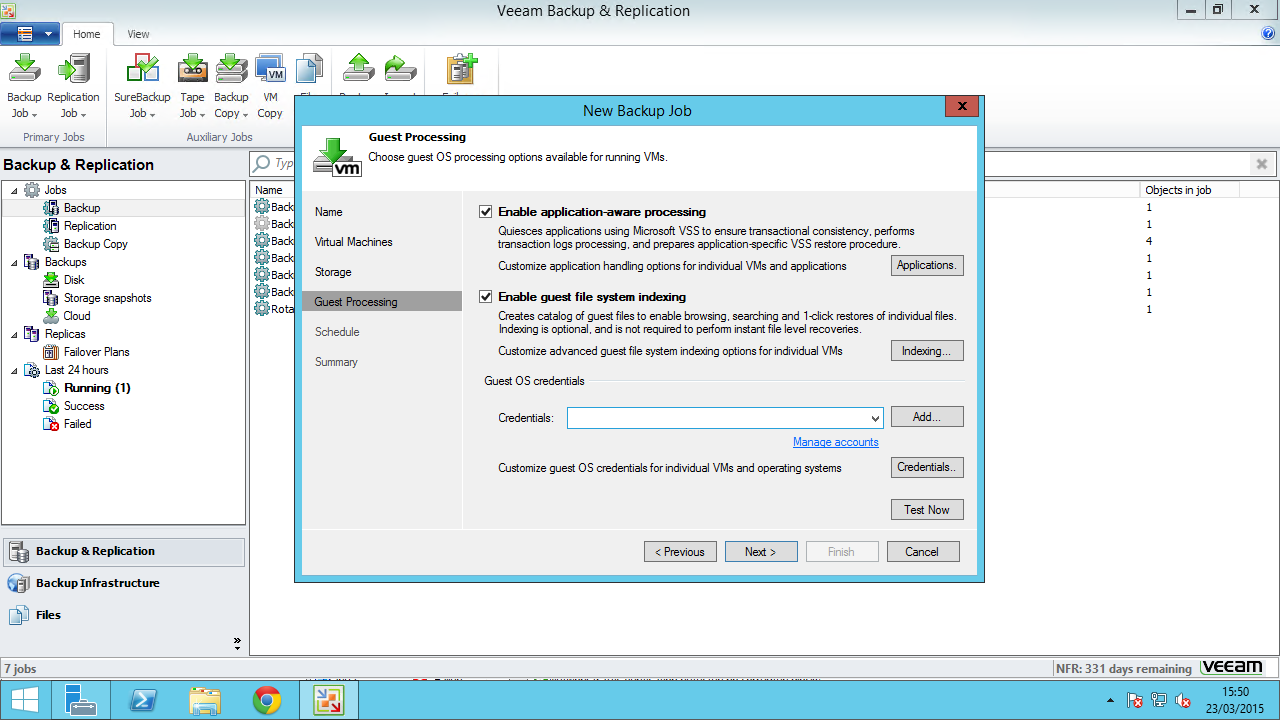 Veeam Backup & Replication
Home
View
Backup Job
Replication Job
SureBackup Job
Tape Job
Backup Copy
VM Copy
Primary Jobs
Auxiliary Jobs
Backup & Replication
Jobs
Backup
Replication
Backup Copy
Backups
Disk
Storage snapshots
Cloud
Replicas
Failover Plans
Last 24 hours
Running (1)
Success
Failed
Backup & Replication
Backup Infrastructure
Files
Typ
Name
Objects in job
Back
1
Back
1
Back
4
Back
1
Back
1
Back
1
Rota
1
New Backup Job
X
Guest Processing
Choose guest OS processing options available for running VMs.
vm
Name
Virtual Machines
Storage
Guest Processing
Schedule
Summary
Enable application-aware processing
Quiesces applications using Microsoft VSS to ensure transactional consistency, performs
transaction logs processing, and prepares application-specific VSS restore procedure.
Customize application handling options for individual VMs and applications
Applications.
Enable guest file system indexing
Creates catalog of guest files to enable browsing, searching and 1-click restores of individual files.
Indexing is optional, and is not required to perform instant file level recoveries.
Customize advanced guest file system indexing options for individual VMs
Indexing...
Guest OS credentials
Credentials:
Add...
Manage accounts
Customize guest OS credentials for individual VMs and operating systems
Credentials..
Test Now
< Previous
Next >
Finish
Cancel
7 jobs
NFR: 331 days remaining
veeam
15:50
23/03/2015